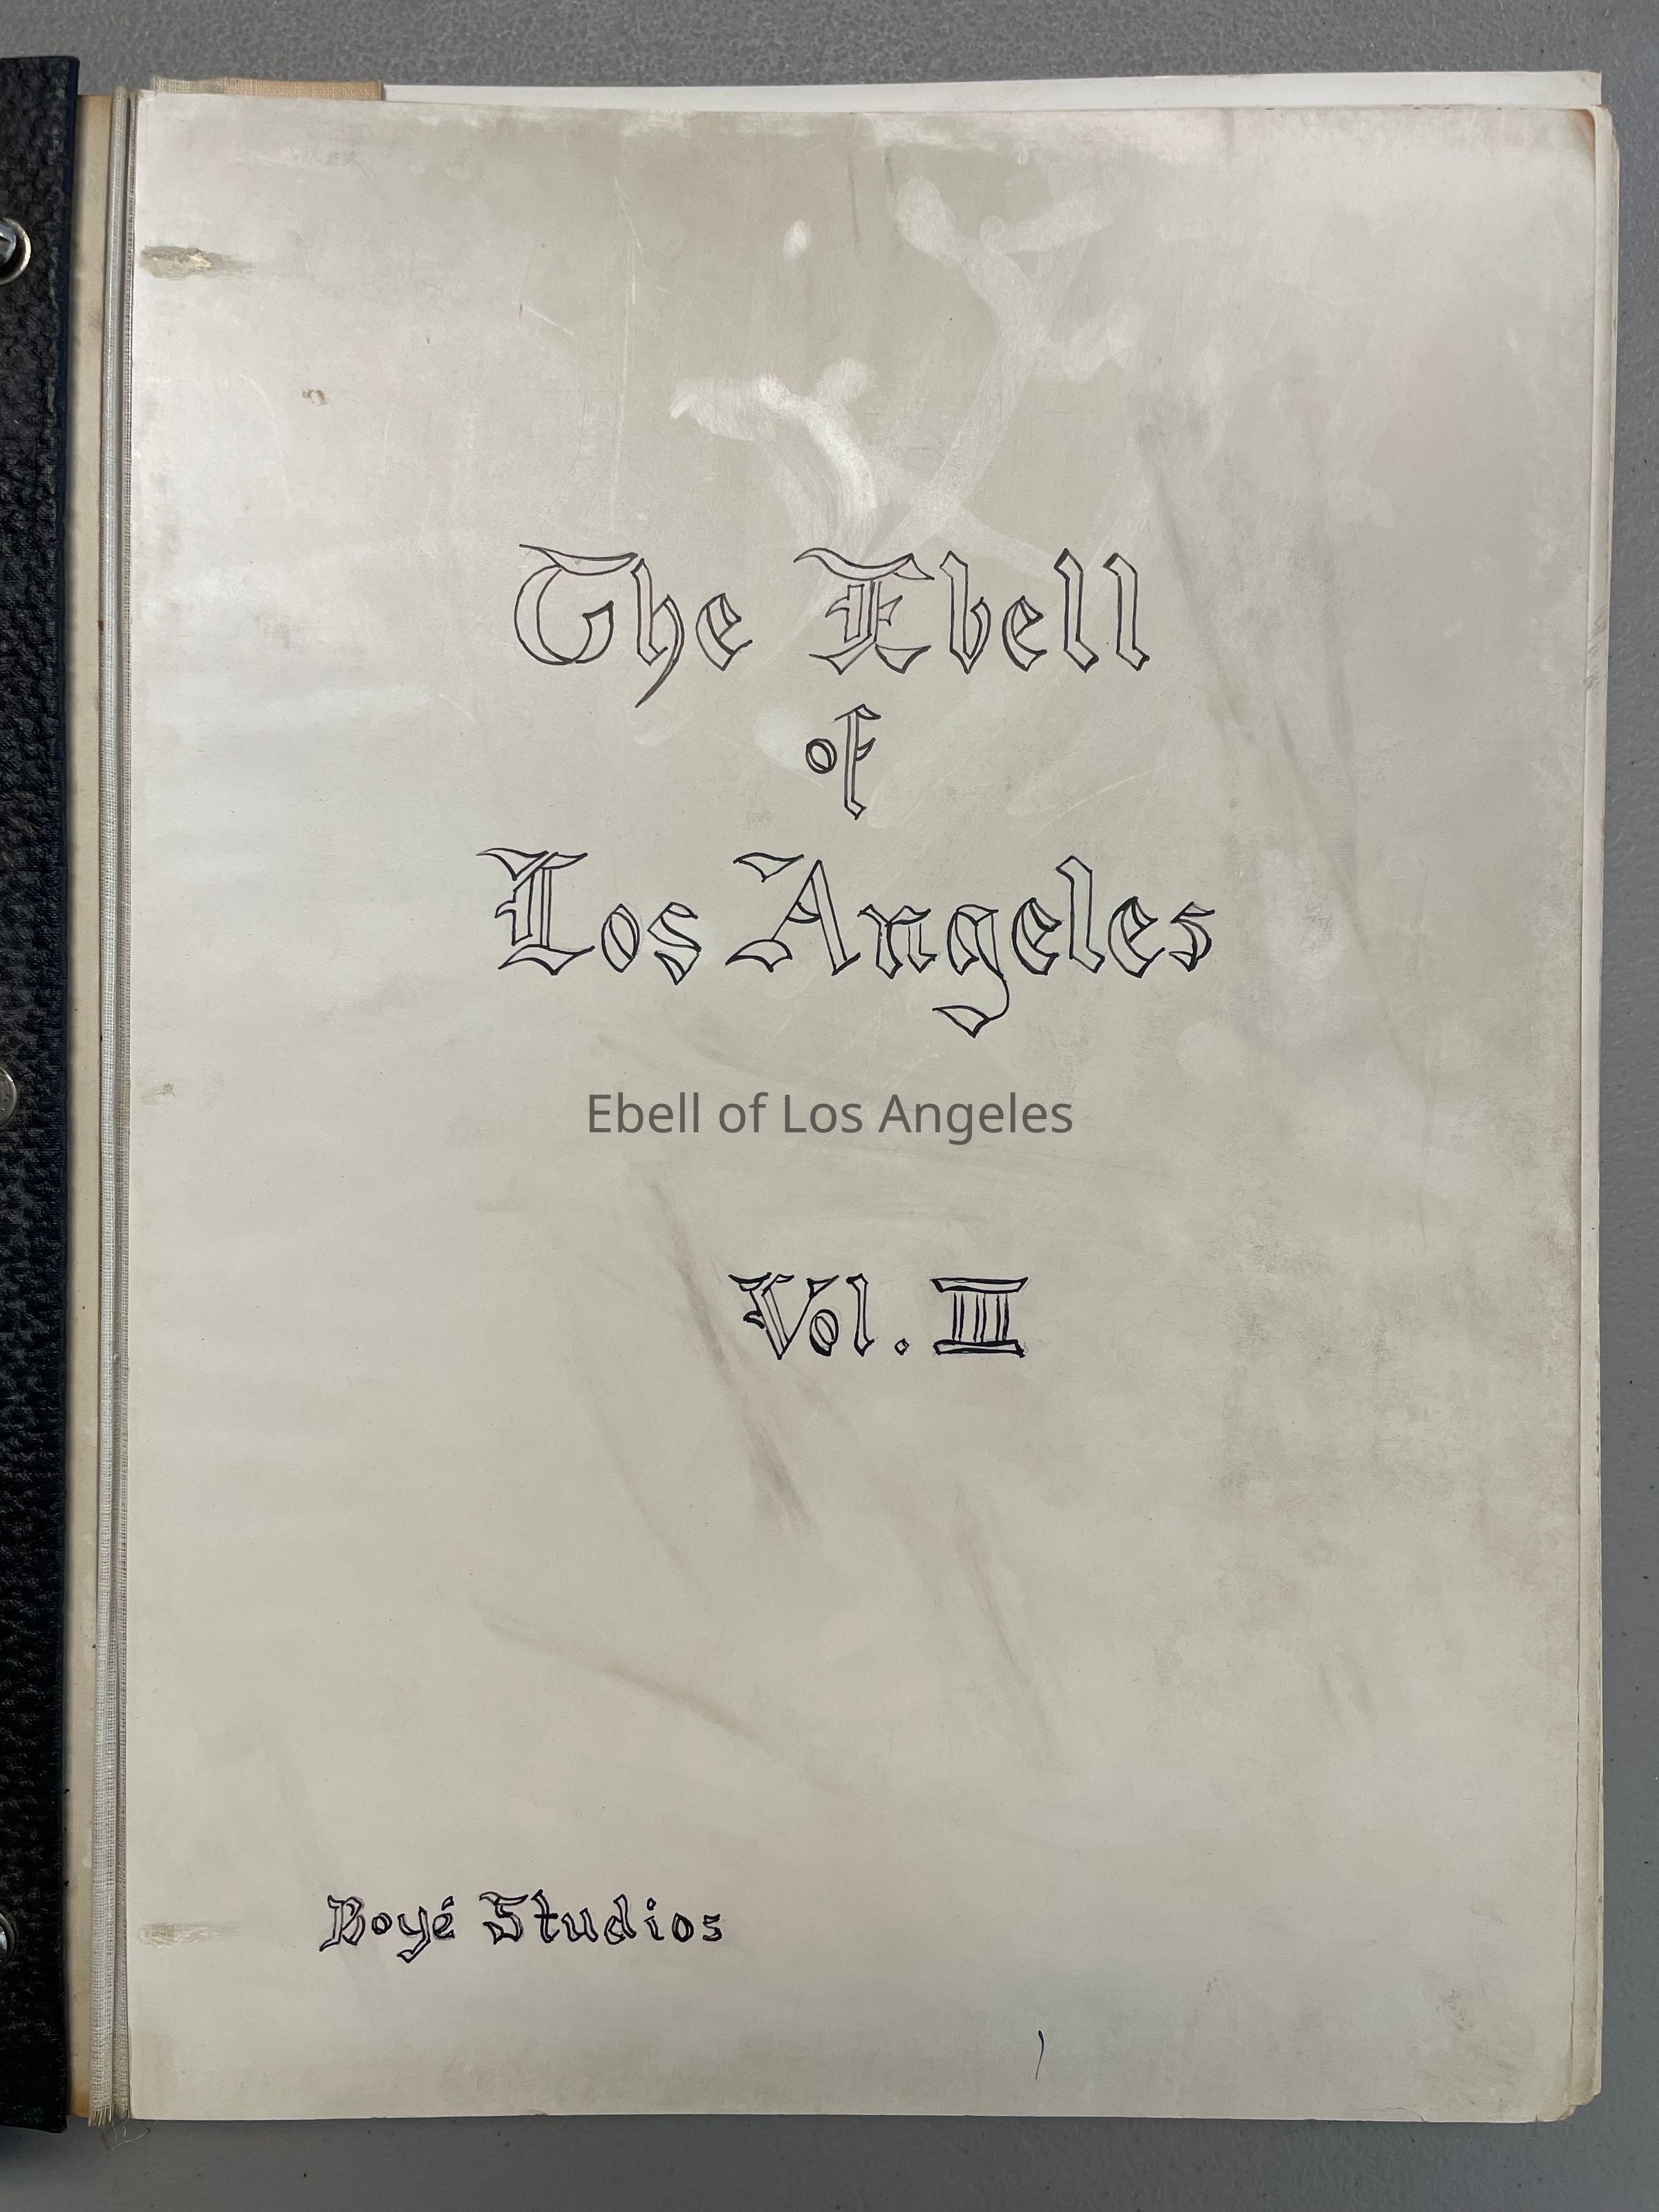 The Ebell
of
Los Angeles
Ebell of Los Angeles
Vol. III
Boyé Studios